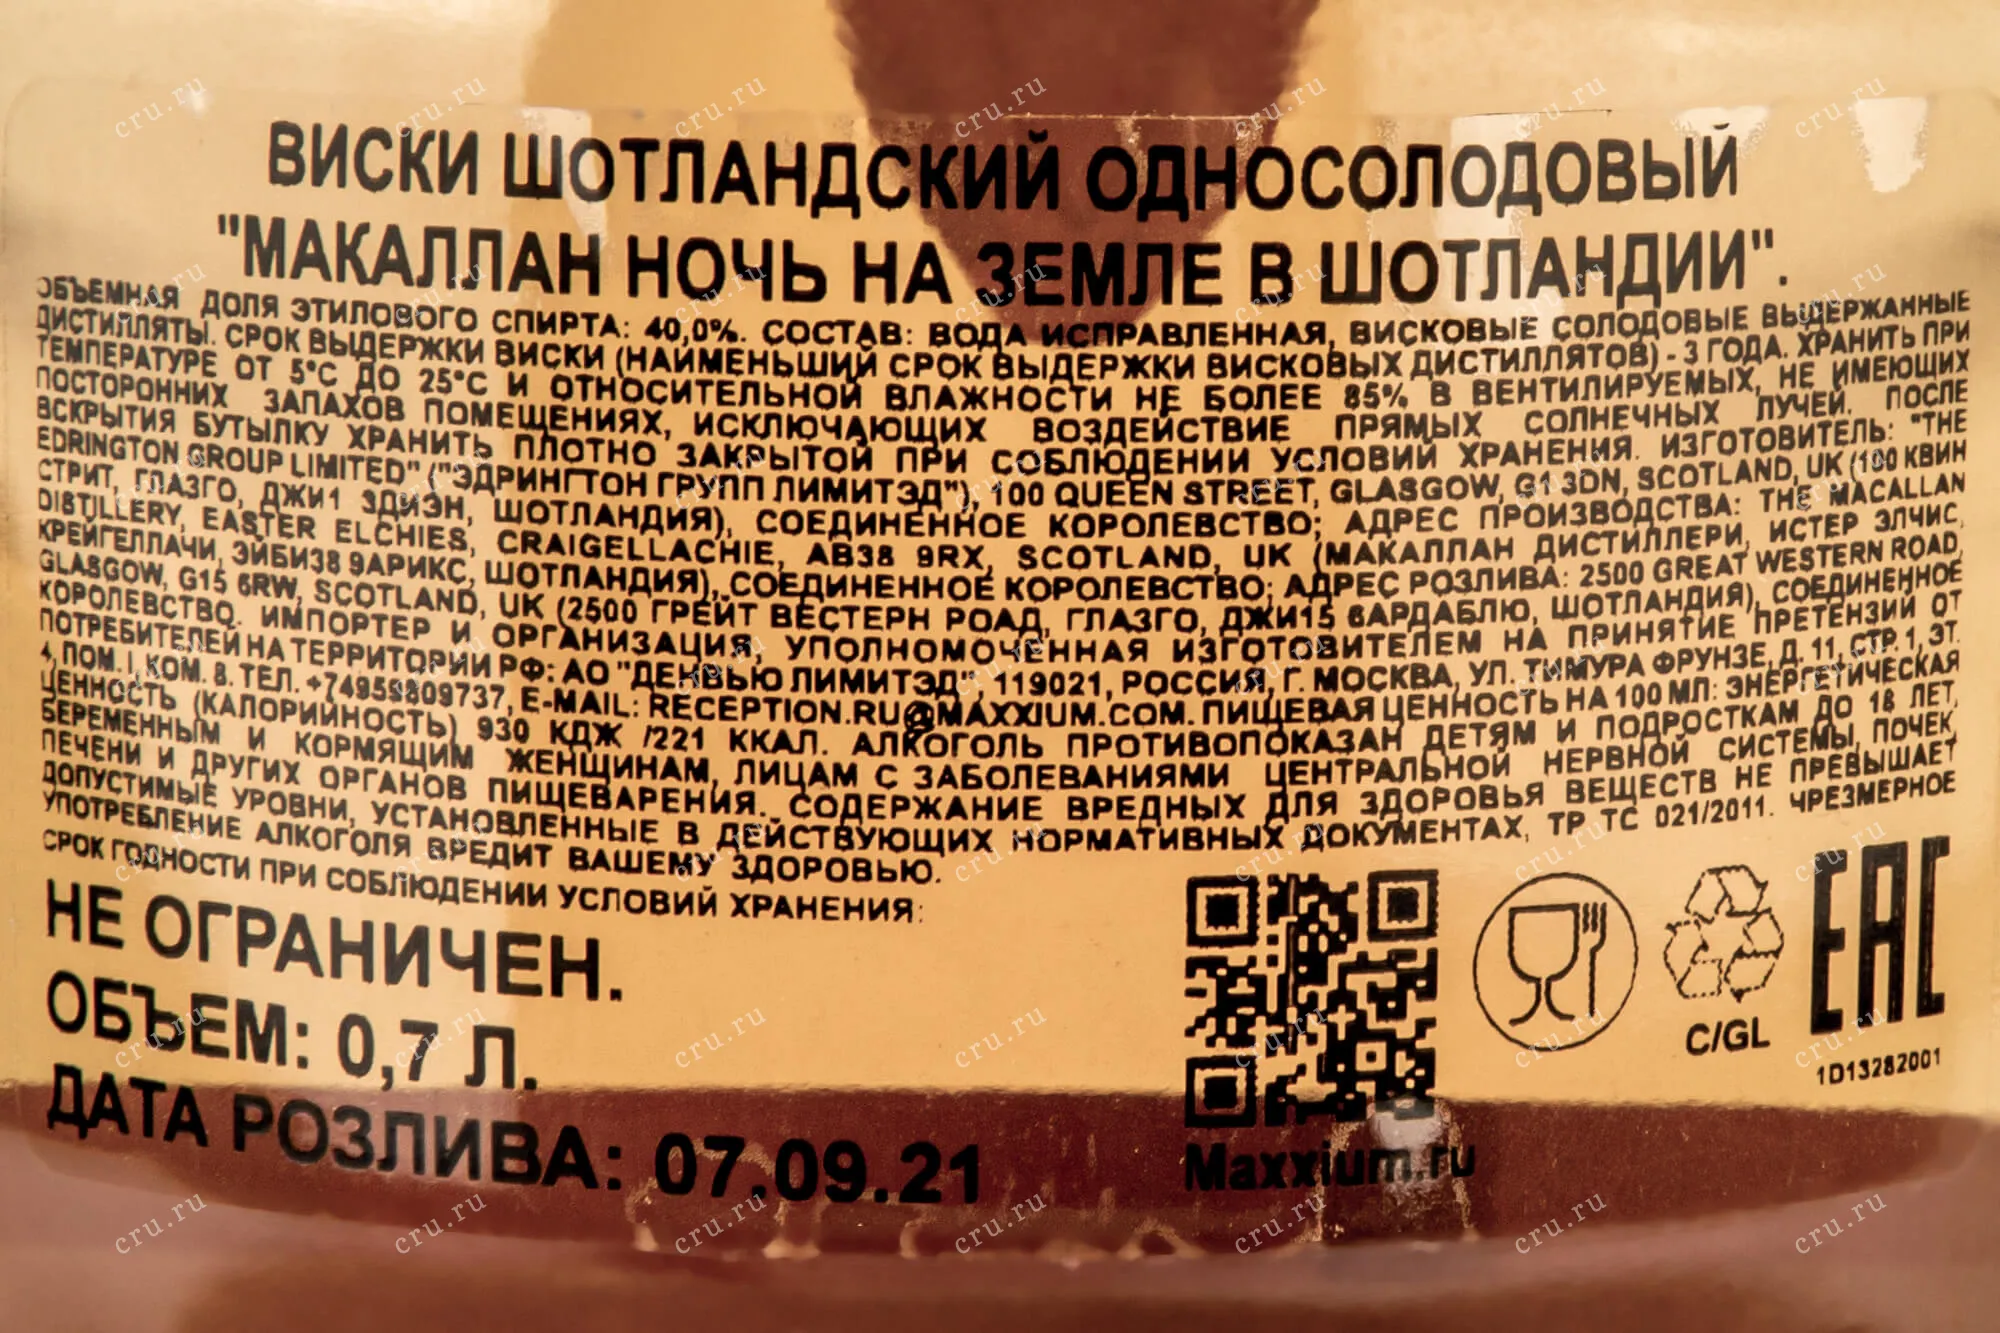 ВИСКИ ШОТЛАНДСКИЙ ОДНОСОЛОДОВЫЙ
"МАКАЛЛАН НОЧЬ НА ЗЕМЛЕ В ШОТЛАНДИИ".
ОБЪЕМНАЯ ДОЛЯ ЭТИЛОВОГО СПИРТА: 40,0%. СОСТАВ: ВОДА ИСПРАВЛЕННАЯ, ВИСКОВЫЕ СОЛОДОВЫЕ ВЫДЕРЖАННЫЕ
ДИСТИЛЛЯТЫ. СРОК ВЫДЕРЖКИ ВИСКИ (НАИМЕНЬШИЙ СРОК ВЫДЕРЖКИ ВИСКОВЫХ ДИСТИЛЛЯТОВ) - 3 ГОДА. ХРАНИТЬ ПРИ
ТЕМПЕРАТУРЕ ОТ 5°С ДО 25°С И ОТНОСИТЕЛЬНОЙ ВЛАЖНОСТИ НЕ БОЛЕЕ 85% В ВЕНТИЛИРУЕМЫХ, НЕ ИМЕЮЩИХ
ПОСТОРОННИХ ЗАПАХОВ ПОМЕЩЕНИЯХ, ИСКЛЮЧАЮЩИХ ВОЗДЕЙСТВИЕ ПРЯМЫХ СОЛНЕЧНЫХ ЛУЧЕЙ. ПОСЛЕ
ВСКРЫТИЯ БУТЫЛКУ ХРАНИТЬ ПЛОТНО ЗАКРЫТОЙ ПРИ СОБЛЮДЕНИИ УСЛОВИЙ ХРАНЕНИЯ. ИЗГОТОВИТЕЛЬ: "THE
EDRINGTON GROUP LIMITED" ("ЭДРИНГТОН ГРУПП ЛИМИТЭД"), 100 QUEEN STREET, GLASGOW, G1 3DN, SCOTLAND, UK (100 КВИН
СТРИТ, ГЛАЗГО, ДЖИ1 3ДИЭН, ШОТЛАНДИЯ), СОЕДИНЕННОЕ КОРОЛЕВСТВО; АДРЕС ПРОИЗВОДСТВА: THE MACALLAN
DISTILLERY, EASTER ELCHIES, CRAIGELLACHIE, AB38 9RX, SCOTLAND, UK (МАКАЛЛАН ДИСТИЛЛЕРИ, ИСТЕР ЭЛЧИС,
КРЕЙГЕЛЛАЧИ, ЭЙБИ38 9АРИКС, ШОТЛАНДИЯ), СОЕДИНЕННОЕ КОРОЛЕВСТВО; АДРЕС РОЗЛИВА: 2500 GREAT WESTERN ROAD,
GLASGOW, G15 6RW, SCOTLAND, UK (2500 ГРЕЙТ ВЕСТЕРН РОАД, ГЛАЗГО, ДЖИ15 6АРДАБЛЮ, ШОТЛАНДИЯ), СОЕДИНЕННОЕ
КОРОЛЕВСТВО. ИМПОРТЕР И ОРГАНИЗАЦИЯ, УПОЛНОМОЧЕННАЯ ИЗГОТОВИТЕЛЕМ НА ПРИНЯТИЕ ПРЕТЕНЗИЙ ОТ
ПОТРЕБИТЕЛЕЙ НА ТЕРРИТОРИИ РФ: АО "ДЕНВЬЮ ЛИМИТЭД", 119021, РОССИЯ, Г. МОСКВА, УЛ. ТИМУРА ФРУНЗЕ, Д. 11, СТР. 1, ЭТ.
4, ПОМ. I, КОМ. 8. ТЕЛ. +74959809737, E-MAIL: RECEPTION.RU@MAXXIUM.COM. ПИЩЕВАЯ ЦЕННОСТЬ НА 100 МЛ: ЭНЕРГЕТИЧЕСКАЯ
ЦЕННОСТЬ (КАЛОРИЙНОСТЬ) 930 КДЖ /221 ККАЛ. АЛКОГОЛЬ ПРОТИВОПОКАЗАН ДЕТЯМ И ПОДРОСТКАМ ДО 18 ЛЕТ,
БЕРЕМЕННЫМ И КОРМЯЩИМ ЖЕНЩИНАМ, ЛИЦАМ С ЗАБОЛЕВАНИЯМИ ЦЕНТРАЛЬНОЙ НЕРВНОЙ СИСТЕМЫ, ПОЧЕК,
ПЕЧЕНИ И ДРУГИХ ОРГАНОВ ПИЩЕВАРЕНИЯ. СОДЕРЖАНИЕ ВРЕДНЫХ ДЛЯ ЗДОРОВЬЯ ВЕЩЕСТВ НЕ ПРЕВЫШАЕТ
ДОПУСТИМЫЕ УРОВНИ, УСТАНОВЛЕННЫЕ В ДЕЙСТВУЮЩИХ НОРМАТИВНЫХ ДОКУМЕНТАХ, ТР ТС 021/2011. ЧРЕЗМЕРНОЕ
УПОТРЕБЛЕНИЕ АЛКОГОЛЯ ВРЕДИТ ВАШЕМУ ЗДОРОВЬЮ.
СРОК ГОДНОСТИ ПРИ СОБЛЮДЕНИИ УСЛОВИЙ ХРАНЕНИЯ:
НЕ ОГРАНИЧЕН.
ОБЪЕМ: 0,7 Л.
ДАТА РОЗЛИВА: 07.09.21
Maxxium.ru
C/GL
EAC
1D13282001
cru.ru